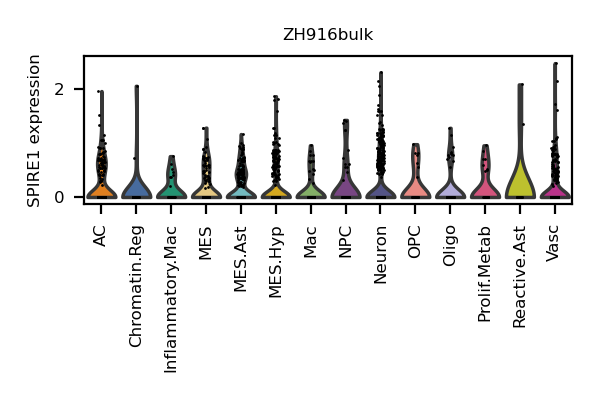 ZH916bulk
SPIRE1 expression
2
0
AC
Chromatin.Reg
Inflammatory.Mac
MES
MES.Ast
MES.Hyp
Mac
NPC
Neuron
OPC
Oligo
Prolif.Metab
Reactive.Ast
Vasc